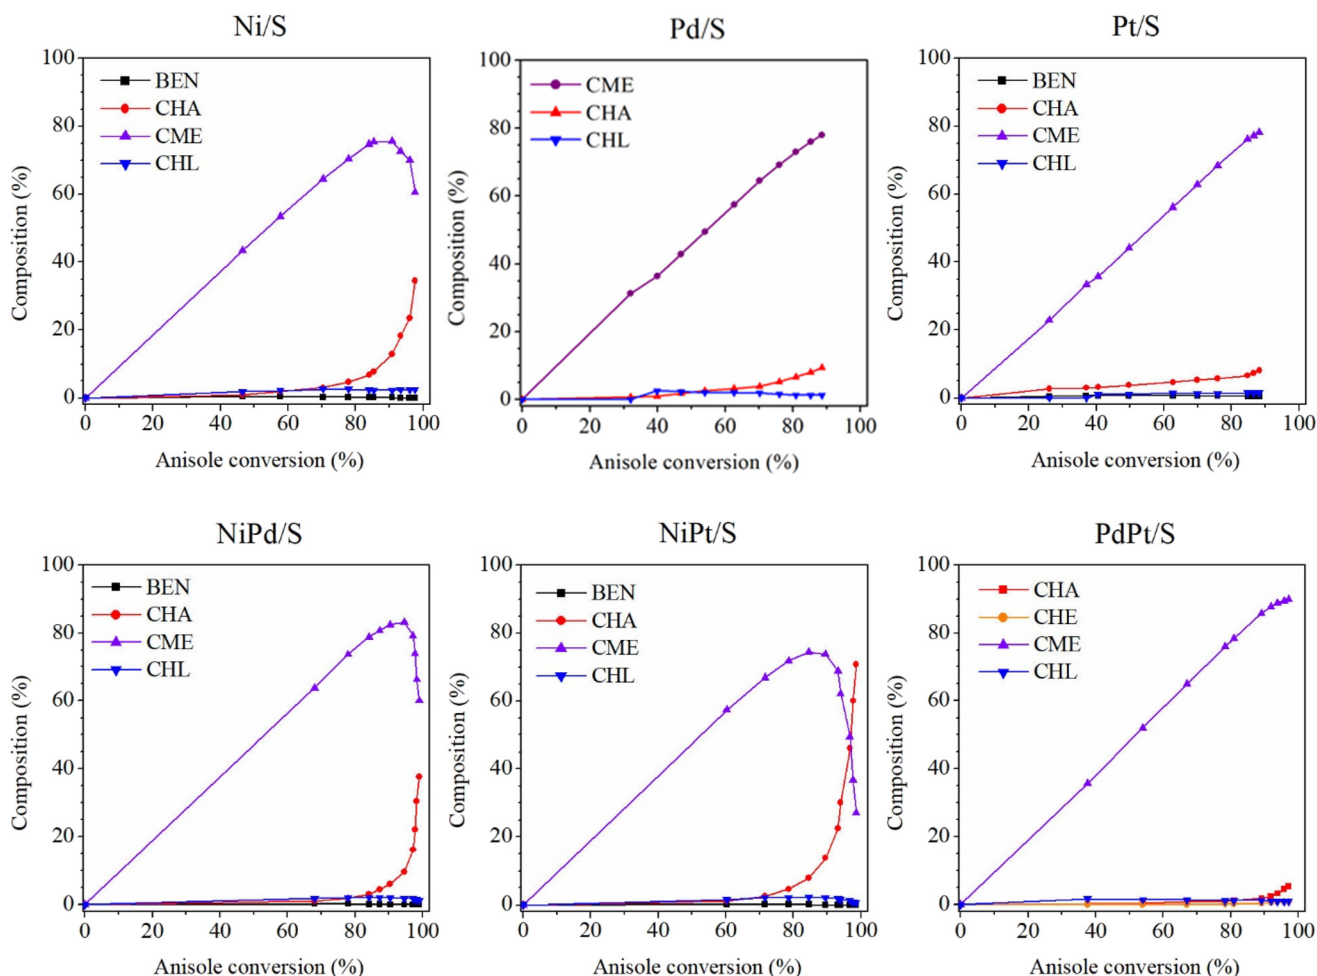 Ni/S
100
80
60
40
20
0
Composition (%)
BEN
CHA
CME
CHL
0 20 40 60 80 100
Anisole conversion (%)
Pd/S
100
80
60
40
20
0
Composition (%)
CME
CHA
CHL
0 20 40 60 80 100
Anisole conversion (%)
Pt/S
100
80
60
40
20
0
Composition (%)
BEN
CHA
CME
CHL
0 20 40 60 80 100
Anisole conversion (%)
NiPd/S
100
80
60
40
20
0
Composition (%)
BEN
CHA
CME
CHL
0 20 40 60 80 100
Anisole conversion (%)
NiPt/S
100
80
60
40
20
0
Composition (%)
BEN
CHA
CME
CHL
0 20 40 60 80 100
Anisole conversion (%)
PdPt/S
100
80
60
40
20
0
Composition (%)
CHA
CHE
CME
CHL
0 20 40 60 80 100
Anisole conversion (%)